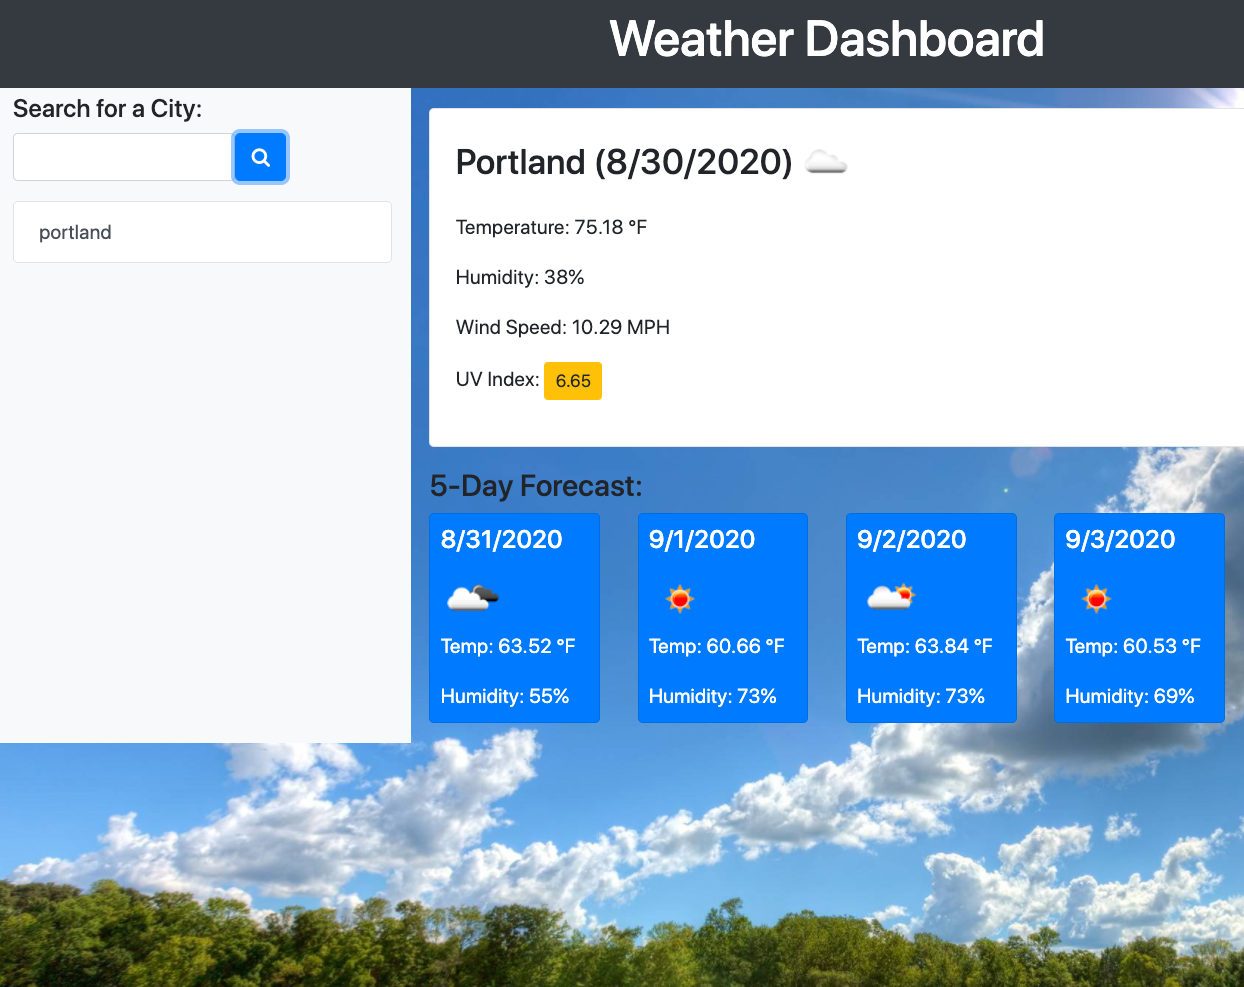 Weather Dashboard
Search for a City:
portland
Portland (8/30/2020)
Temperature: 75.18 °F
Humidity: 38%
Wind Speed: 10.29 MPH
UV Index: 6.65
5-Day Forecast:
8/31/2020
Temp: 63.52 °F
Humidity: 55%
9/1/2020
Temp: 60.66 °F
Humidity: 73%
9/2/2020
Temp: 63.84 °F
Humidity: 73%
9/3/2020
Temp: 60.53 °F
Humidity: 69%